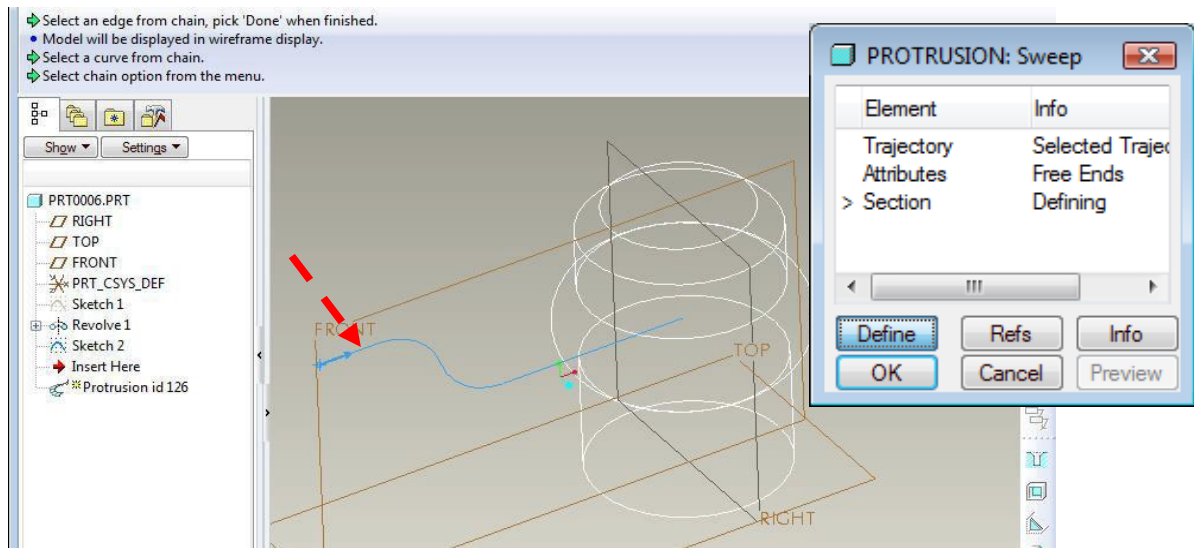 Select an edge from chain, pick 'Done' when finished.
Model will be displayed in wireframe display.
Select a curve from chain.
Select chain option from the menu.
Show
Settings
PRT0006.PRT
RIGHT
TOP
FRONT
PRT_CSYS_DEF
Sketch 1
Revolve 1
Sketch 2
Insert Here
Protrusion id 126
FRONT
TOP
RIGHT
PROTRUSION: Sweep
Element Info
Trajectory Selected Trajec
Attributes Free Ends
> Section Defining
Define Refs Info
OK Cancel Preview